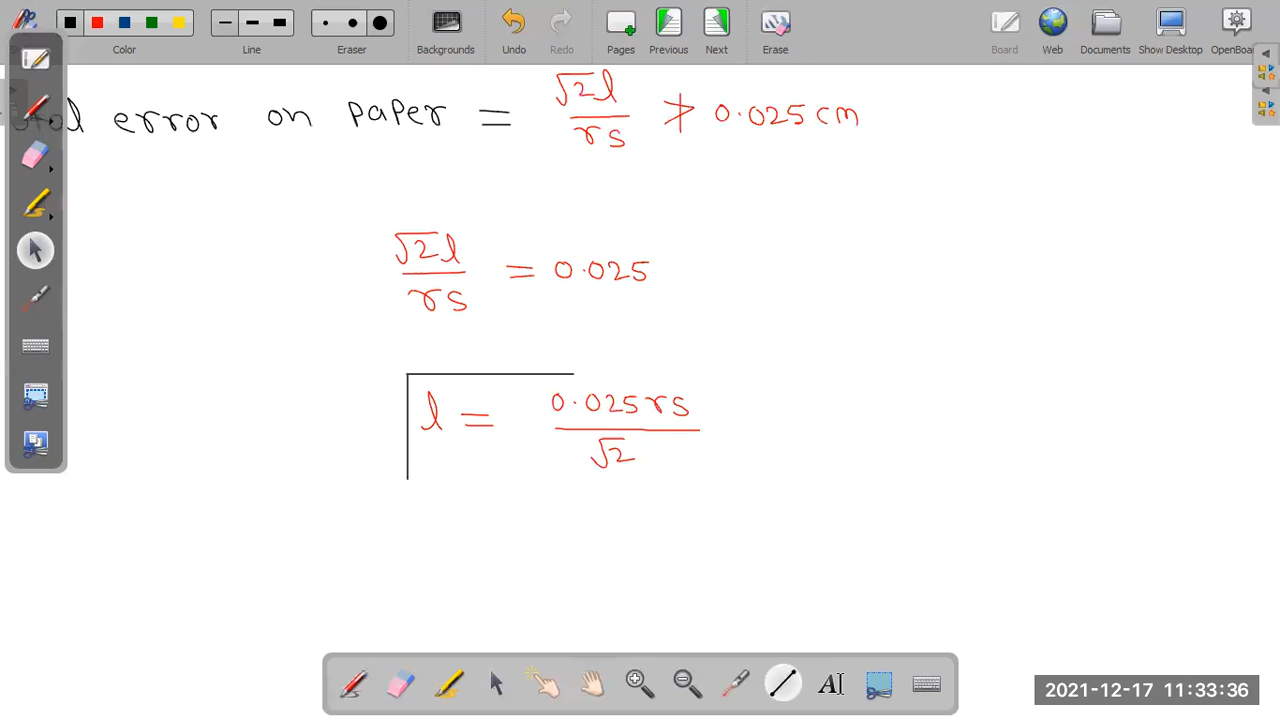 Color Line Eraser Backgrounds Undo Redo Pages Previous Next Erase Board Web Documents Show Desktop OpenBoard
error on paper = √2l/rs ≯ 0.025 cm
√2l/rs = 0.025
l = 0.025rs/√2
2021-12-17 11:33:36